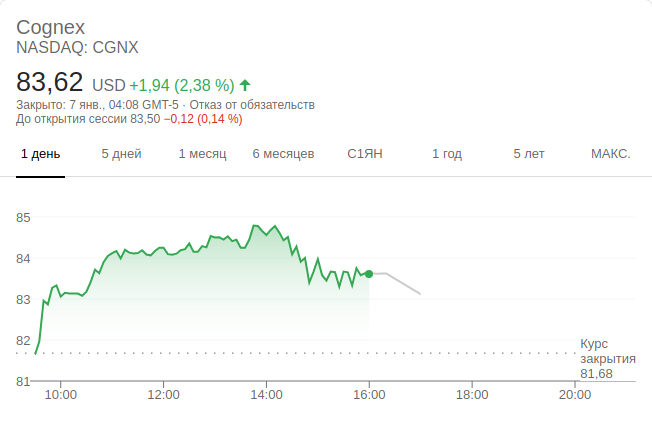 Cognex
NASDAQ: CGNX
83,62 USD +1,94 (2,38 %)
Закрыто: 7 янв., 04:08 GMT-5 · Отказ от обязательств
До открытия сессии 83,50 −0,12 (0,14 %)
1 день 5 дней 1 месяц 6 месяцев С1ЯН 1 год 5 лет МАКС.
85
84
83
82
Курс
закрытия
81,68
81
10:00 12:00 14:00 16:00 18:00 20:00